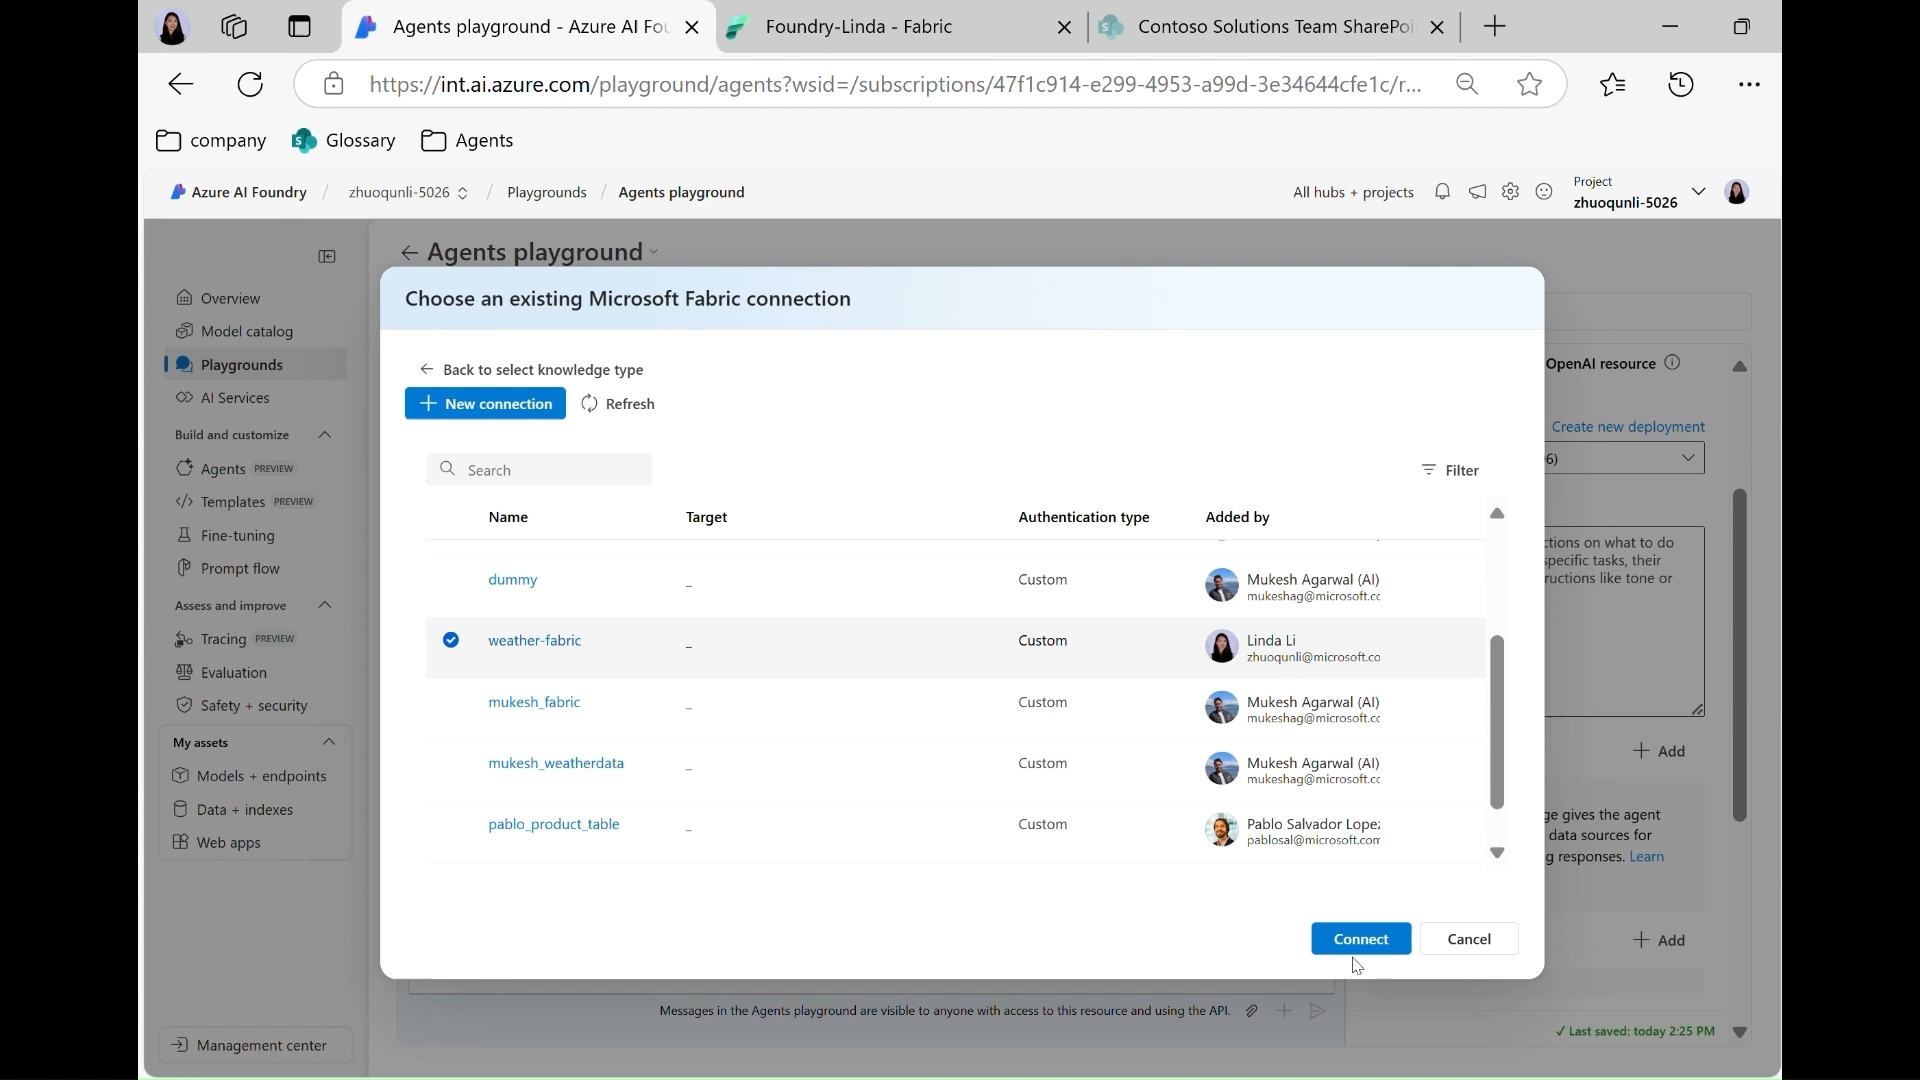 Agents playground - Azure AI Fou
Foundry-Linda - Fabric
Contoso Solutions Team SharePoi
https://int.ai.azure.com/playground/agents?wsid=/subscriptions/47f1c914-e299-4953-a99d-3e34644cfe1c/r...
company
Glossary
Agents
Azure AI Foundry / zhuoqunli-5026 / Playgrounds / Agents playground
All hubs + projects
Project
zhuoqunli-5026
Agents playground
Overview
Model catalog
Playgrounds
AI Services
Build and customize
Agents PREVIEW
Templates PREVIEW
Fine-tuning
Prompt flow
Assess and improve
Tracing PREVIEW
Evaluation
Safety + security
My assets
Models + endpoints
Data + indexes
Web apps
Management center
Choose an existing Microsoft Fabric connection
Back to select knowledge type
New connection
Refresh
Search
Filter
Name Target Authentication type Added by
dummy - Custom Mukesh Agarwal (AI)
mukeshag@microsoft.cc
weather-fabric - Custom Linda Li
zhuoqunli@microsoft.co
mukesh_fabric - Custom Mukesh Agarwal (AI)
mukeshag@microsoft.cc
mukesh_weatherdata - Custom Mukesh Agarwal (AI)
mukeshag@microsoft.cc
pablo_product_table - Custom Pablo Salvador Lopez
pablosal@microsoft.com
Connect
Cancel
OpenAI resource
Create new deployment
6)
ctions on what to do
specific tasks, their
ructions like tone or
+ Add
ge gives the agent
data sources for
g responses. Learn
+ Add
Messages in the Agents playground are visible to anyone with access to this resource and using the API.
✓ Last saved: today 2:25 PM